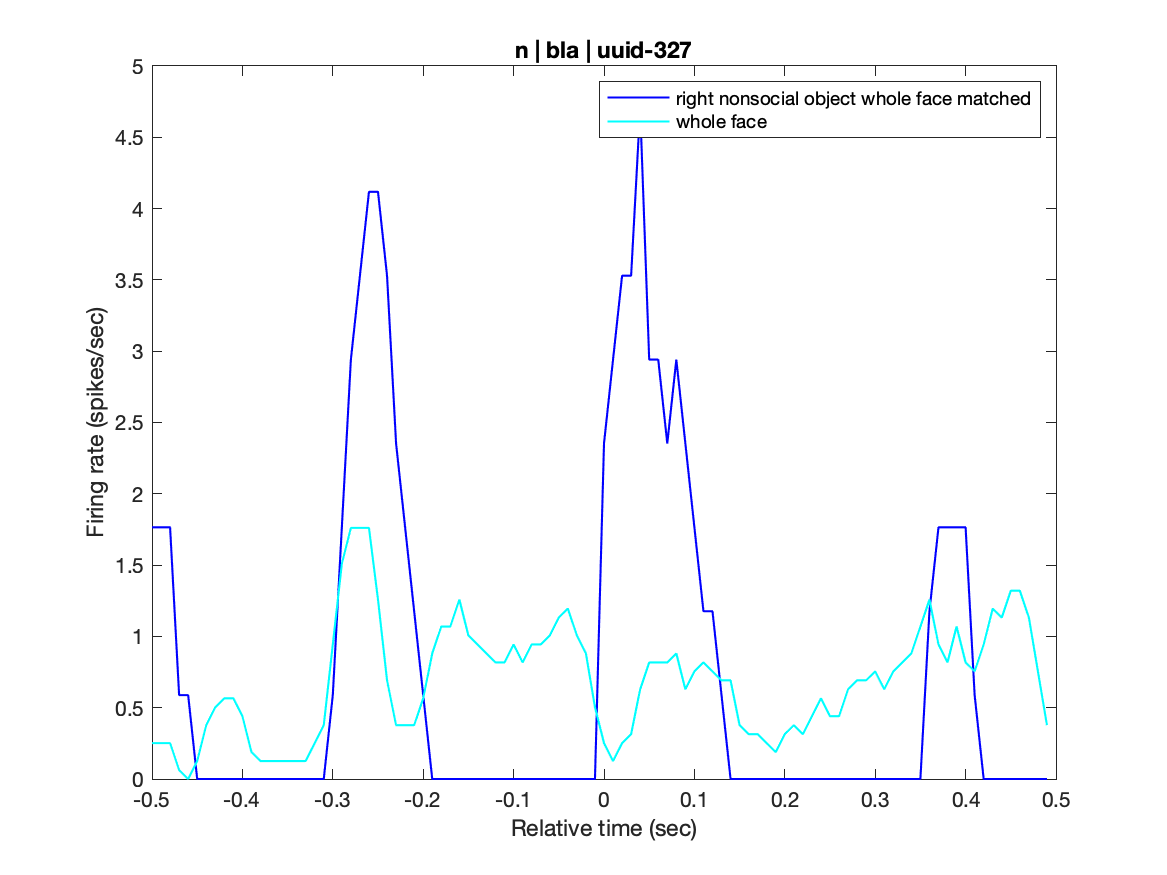 n | bla | uuid-327
right nonsocial object whole face matched
whole face
5
4.5
4
3.5
3
2.5
2
1.5
1
0.5
0
Firing rate (spikes/sec)
-0.5 -0.4 -0.3 -0.2 -0.1 0 0.1 0.2 0.3 0.4 0.5
Relative time (sec)